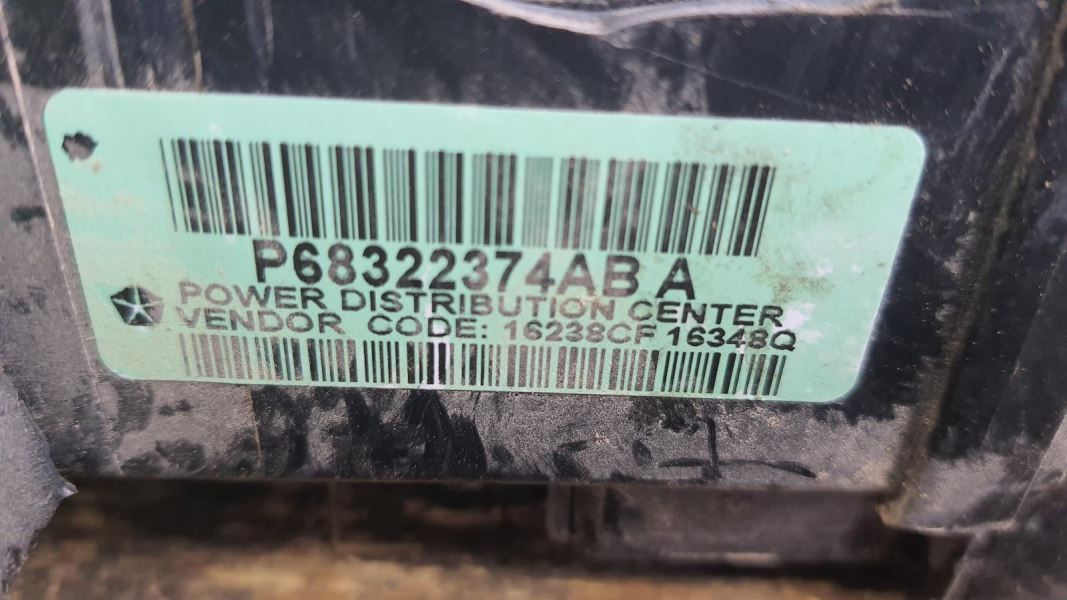 P68322374AB A
POWER DISTRIBUTION CENTER
VENDOR CODE: 16238CF 16348Q